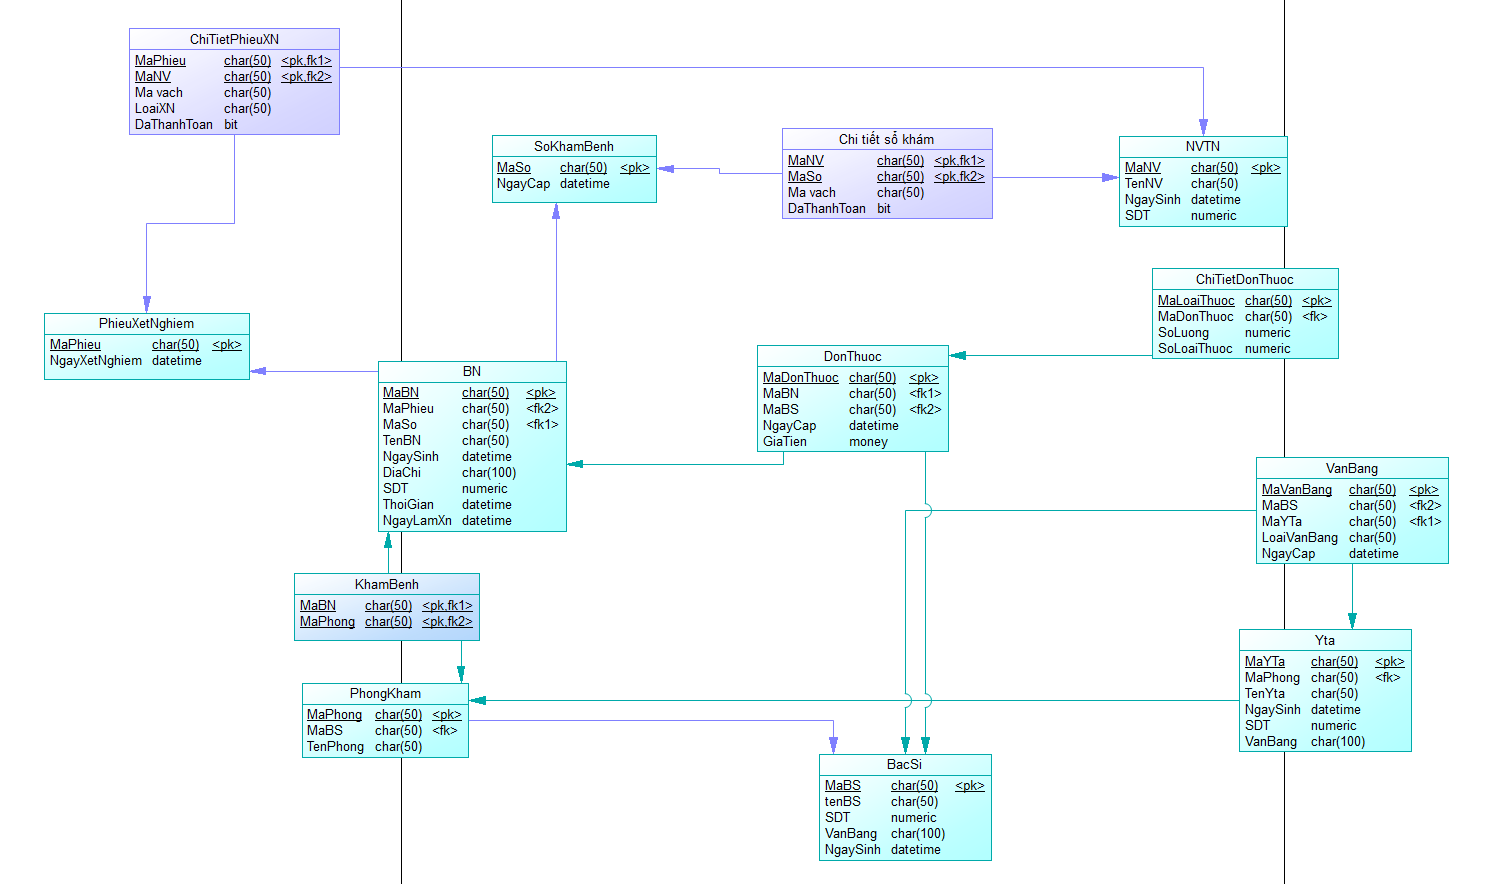 ChiTietPhieuXN
MaPhieu char(50) <pk,fk1>
MaNV char(50) <pk,fk2>
Ma vach char(50)
LoaiXN char(50)
DaThanhToan bit
SoKhamBenh
MaSo char(50) <pk>
NgayCap datetime
Chi tiết sổ khám
MaNV char(50) <pk,fk1>
MaSo char(50) <pk,fk2>
Ma vach char(50)
DaThanhToan bit
NVTN
MaNV char(50) <pk>
TenNV char(50)
NgaySinh datetime
SDT numeric
ChiTietDonThuoc
MaLoaiThuoc char(50) <pk>
MaDonThuoc char(50) <fk>
SoLuong numeric
SoLoaiThuoc numeric
PhieuXetNghiem
MaPhieu char(50) <pk>
NgayXetNghiem datetime
BN
MaBN char(50) <pk>
MaPhieu char(50) <fk2>
MaSo char(50) <fk1>
TenBN char(50)
NgaySinh datetime
DiaChi char(100)
SDT numeric
ThoiGian datetime
NgayLamXn datetime
DonThuoc
MaDonThuoc char(50) <pk>
MaBN char(50) <fk1>
MaBS char(50) <fk2>
NgayCap datetime
GiaTien money
VanBang
MaVanBang char(50) <pk>
MaBS char(50) <fk2>
MaYTa char(50) <fk1>
LoaiVanBang char(50)
NgayCap datetime
KhamBenh
MaBN char(50) <pk,fk1>
MaPhong char(50) <pk,fk2>
Yta
MaYTa char(50) <pk>
MaPhong char(50) <fk>
TenYta char(50)
NgaySinh datetime
SDT numeric
VanBang char(100)
PhongKham
MaPhong char(50) <pk>
MaBS char(50) <fk>
TenPhong char(50)
BacSi
MaBS char(50) <pk>
tenBS char(50)
SDT numeric
VanBang char(100)
NgaySinh datetime